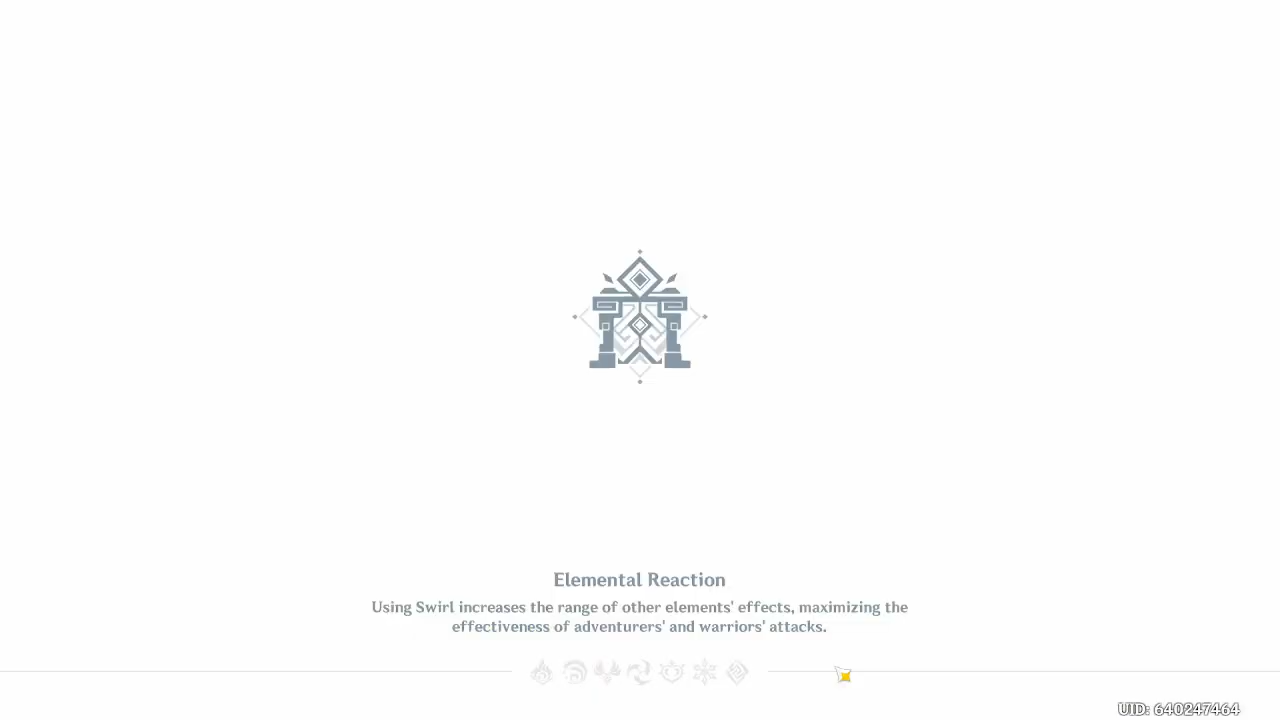 Elemental Reaction
Using Swirl increases the range of other elements' effects, maximizing the
effectiveness of adventurers' and warriors' attacks.
UID: 640247464